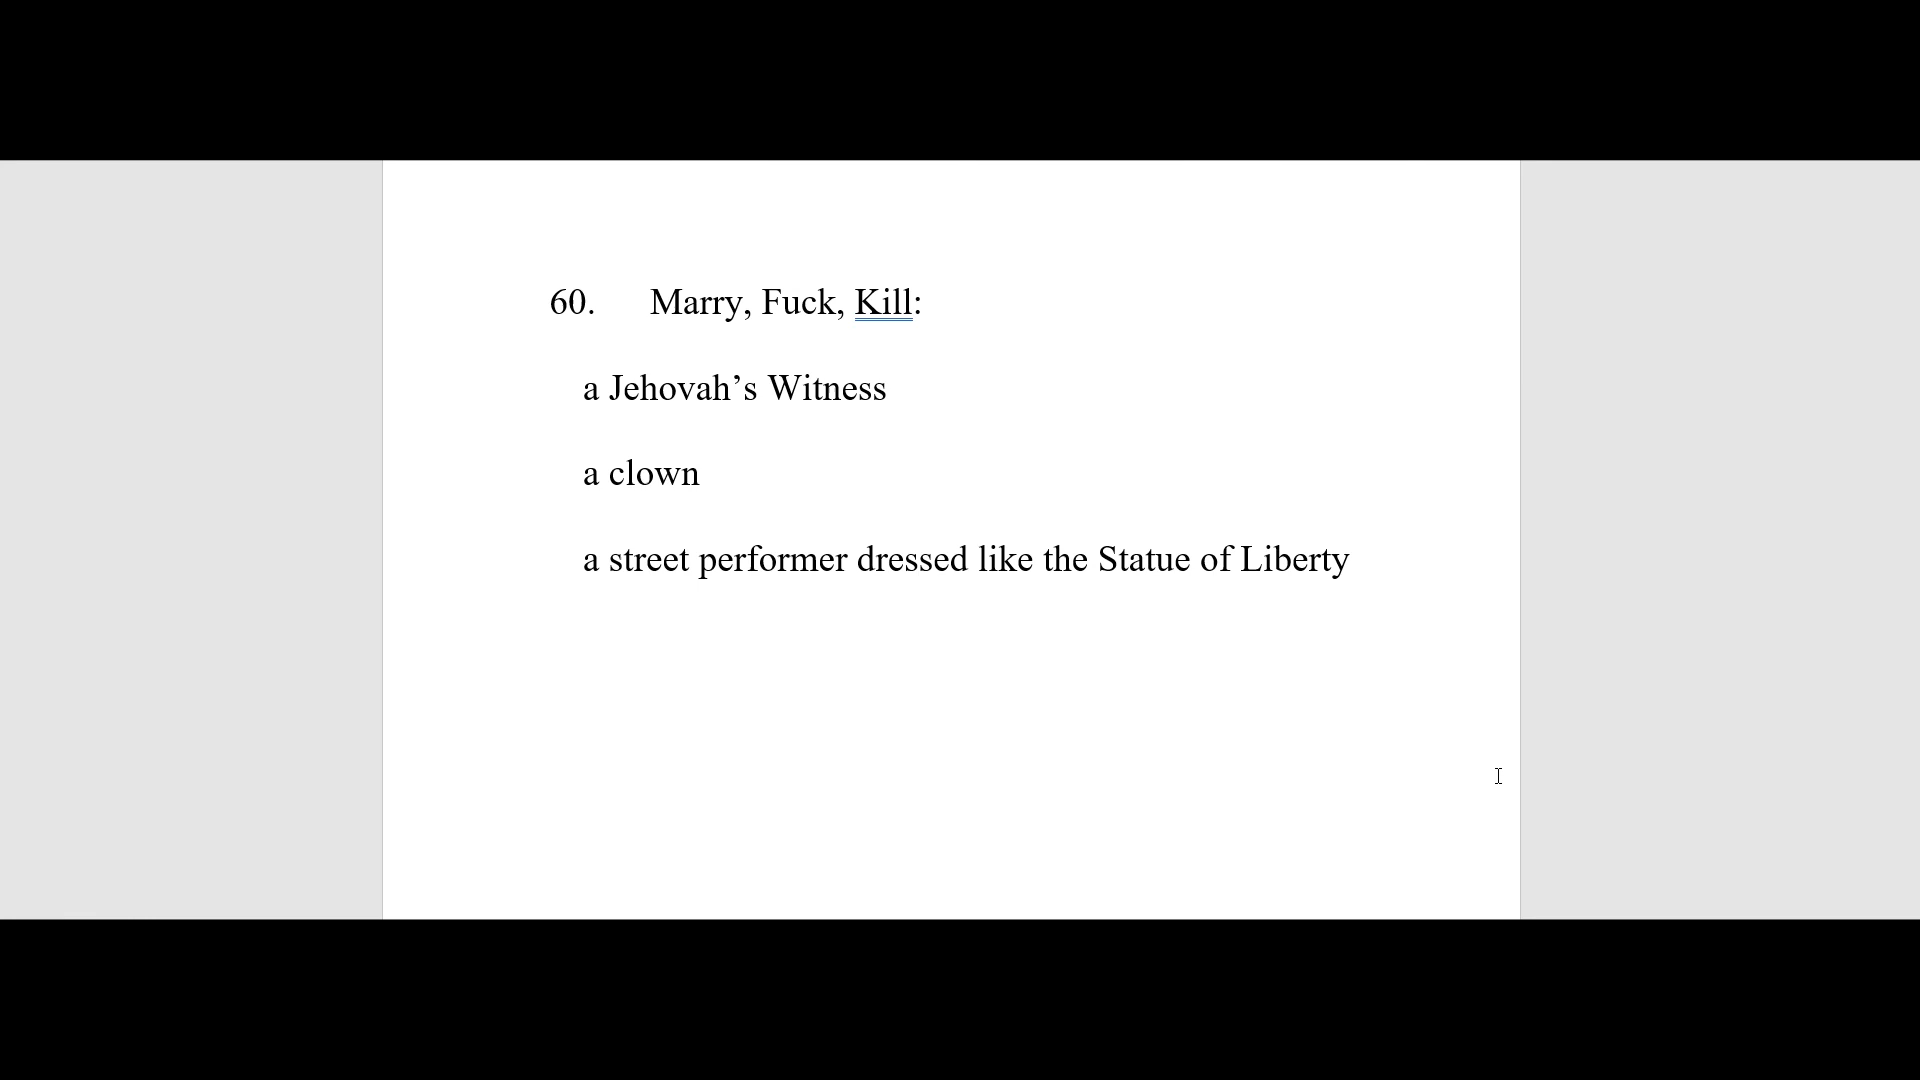 60. Marry, Fuck, Kill:
a Jehovah’s Witness
a clown
a street performer dressed like the Statue of Liberty